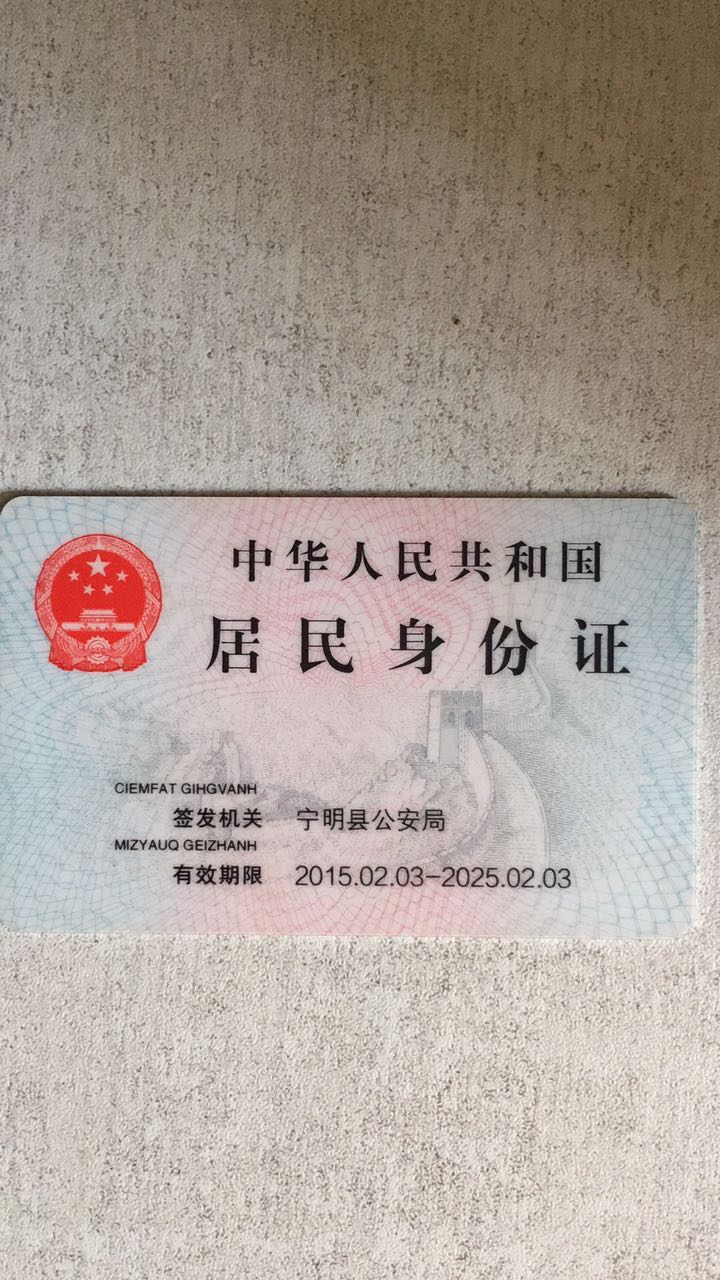 中华人民共和国
居民身份证
CIEMFAT GIHGVANH
签发机关 宁明县公安局
MIZYAUQ GEIZHANH
有效期限 2015.02.03-2025.02.03